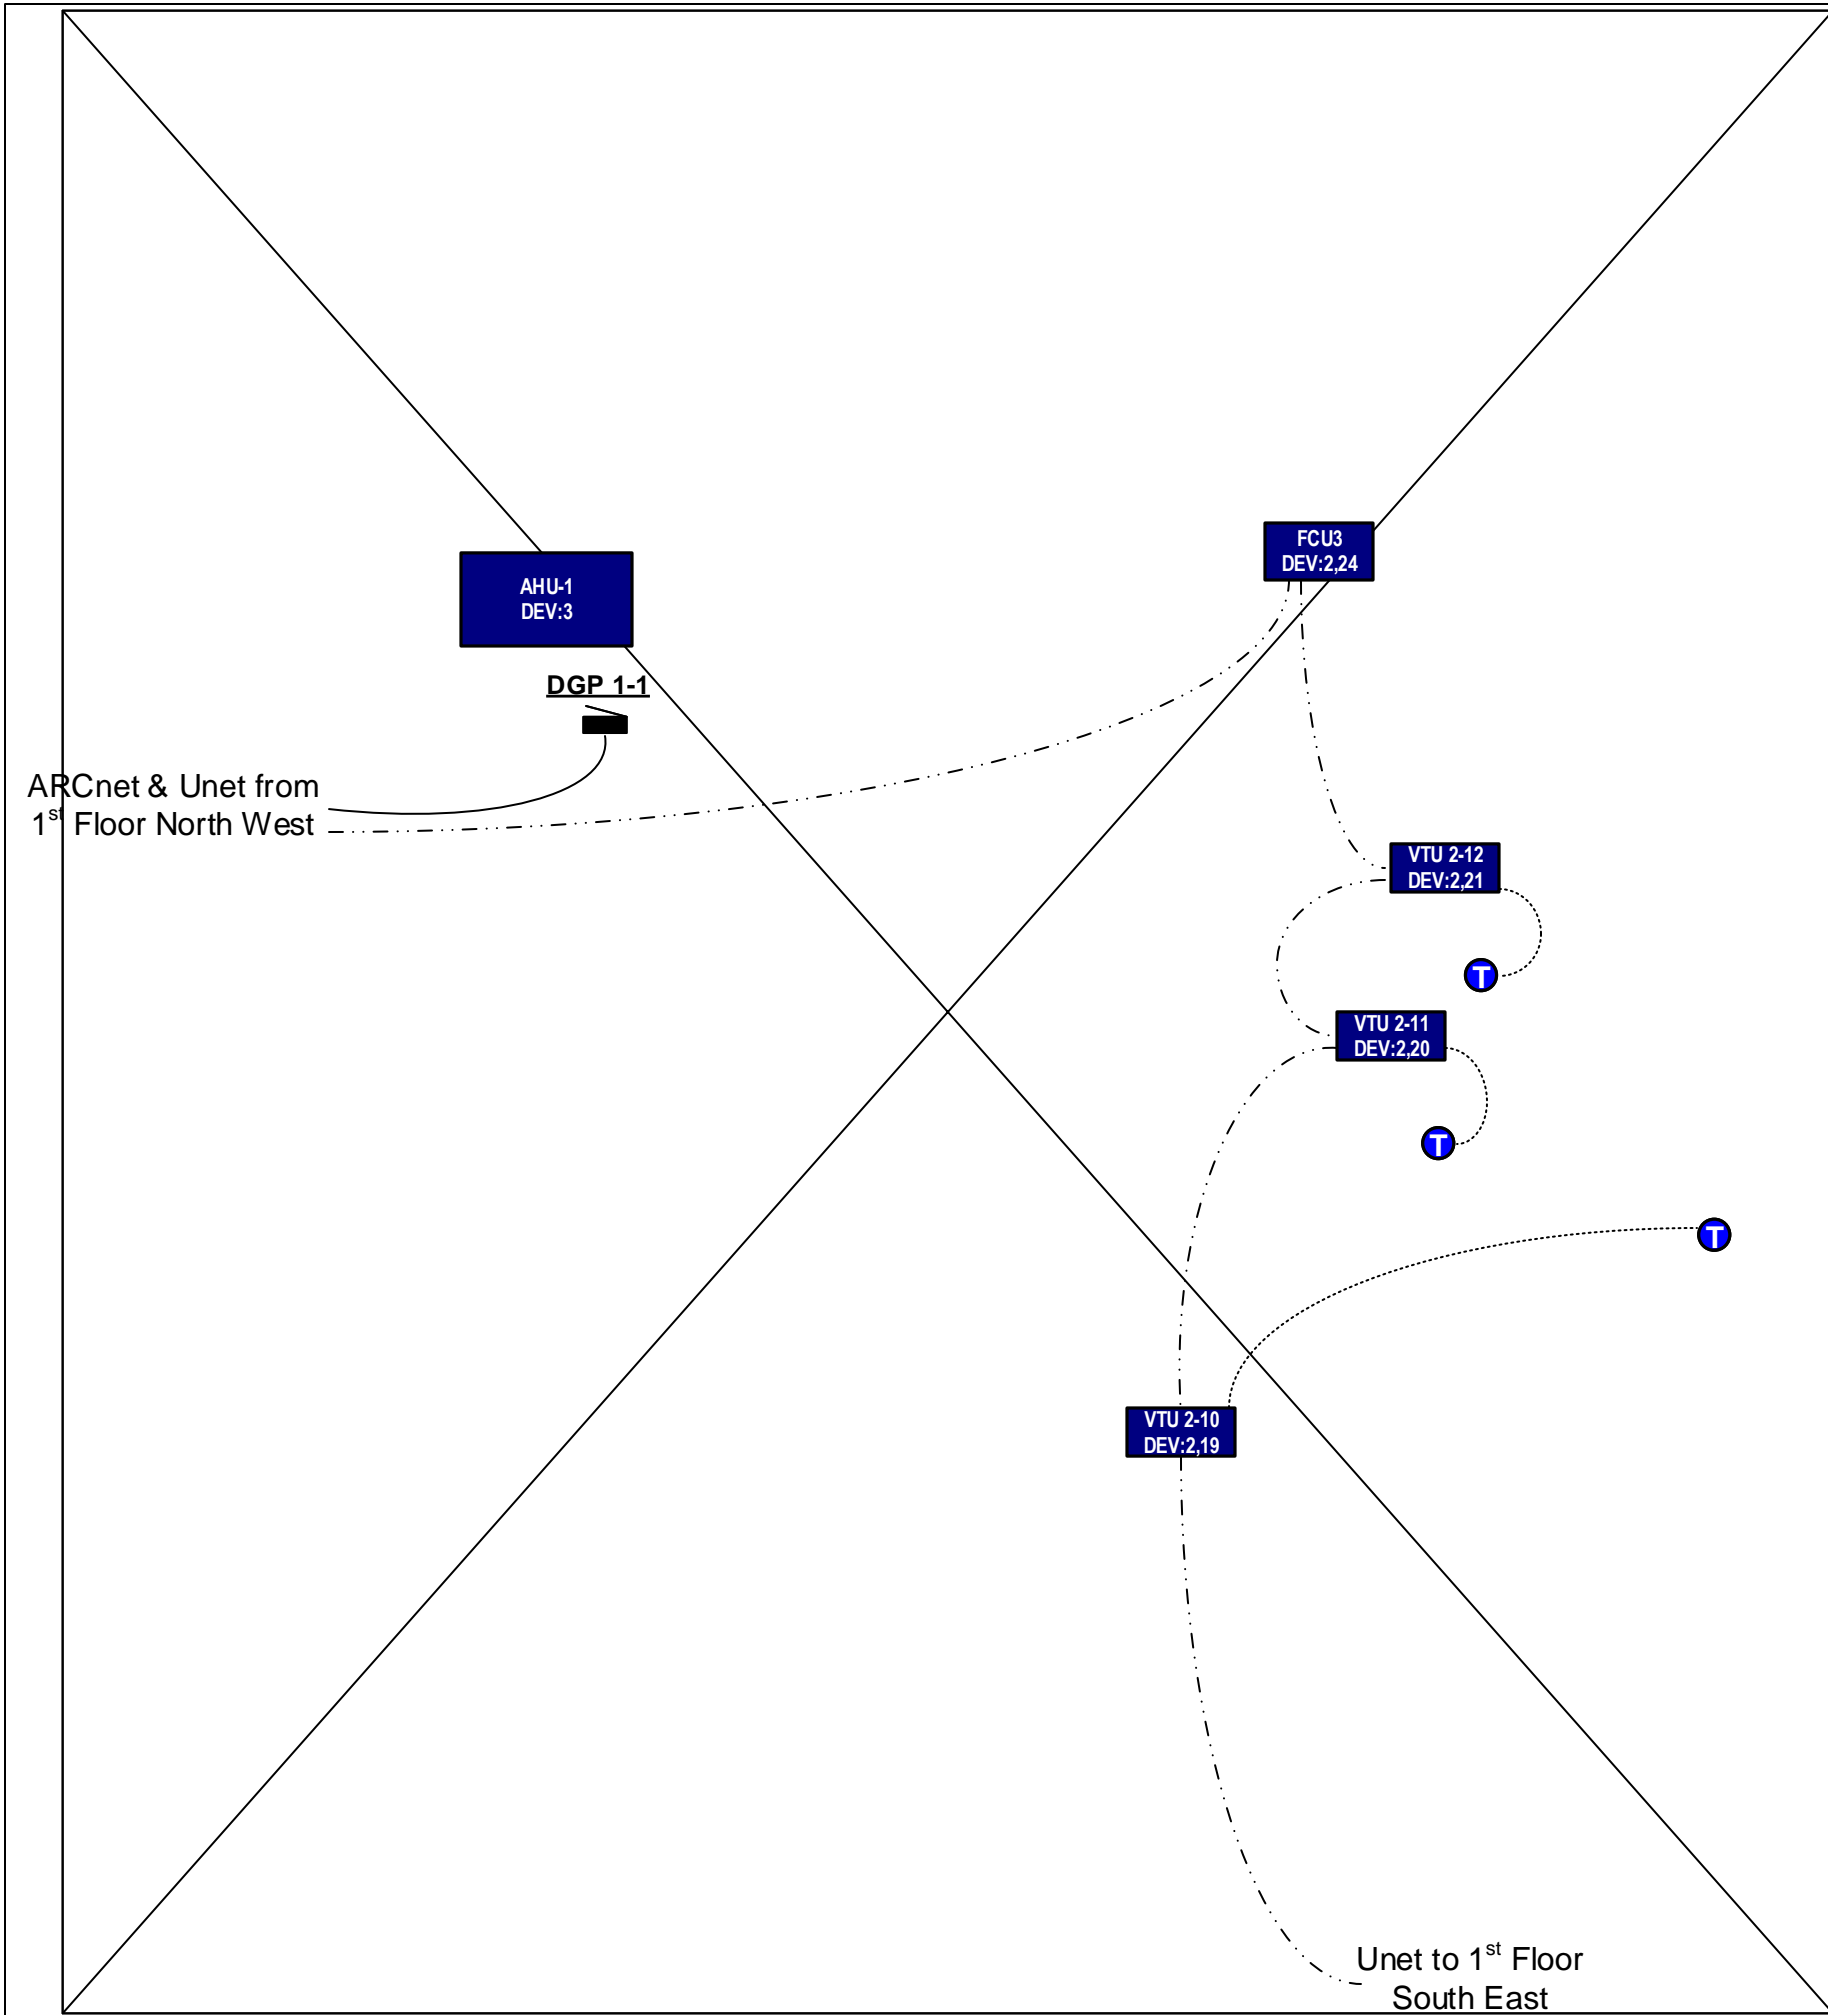 FCU3
DEV:2,24
AHU-1
DEV:3
DGP 1-1
ARCnet & Unet from
1st Floor North West
VTU 2-12
DEV:2,21
T
VTU 2-11
DEV:2,20
T
T
VTU 2-10
DEV:2,19
Unet to 1st Floor
South East